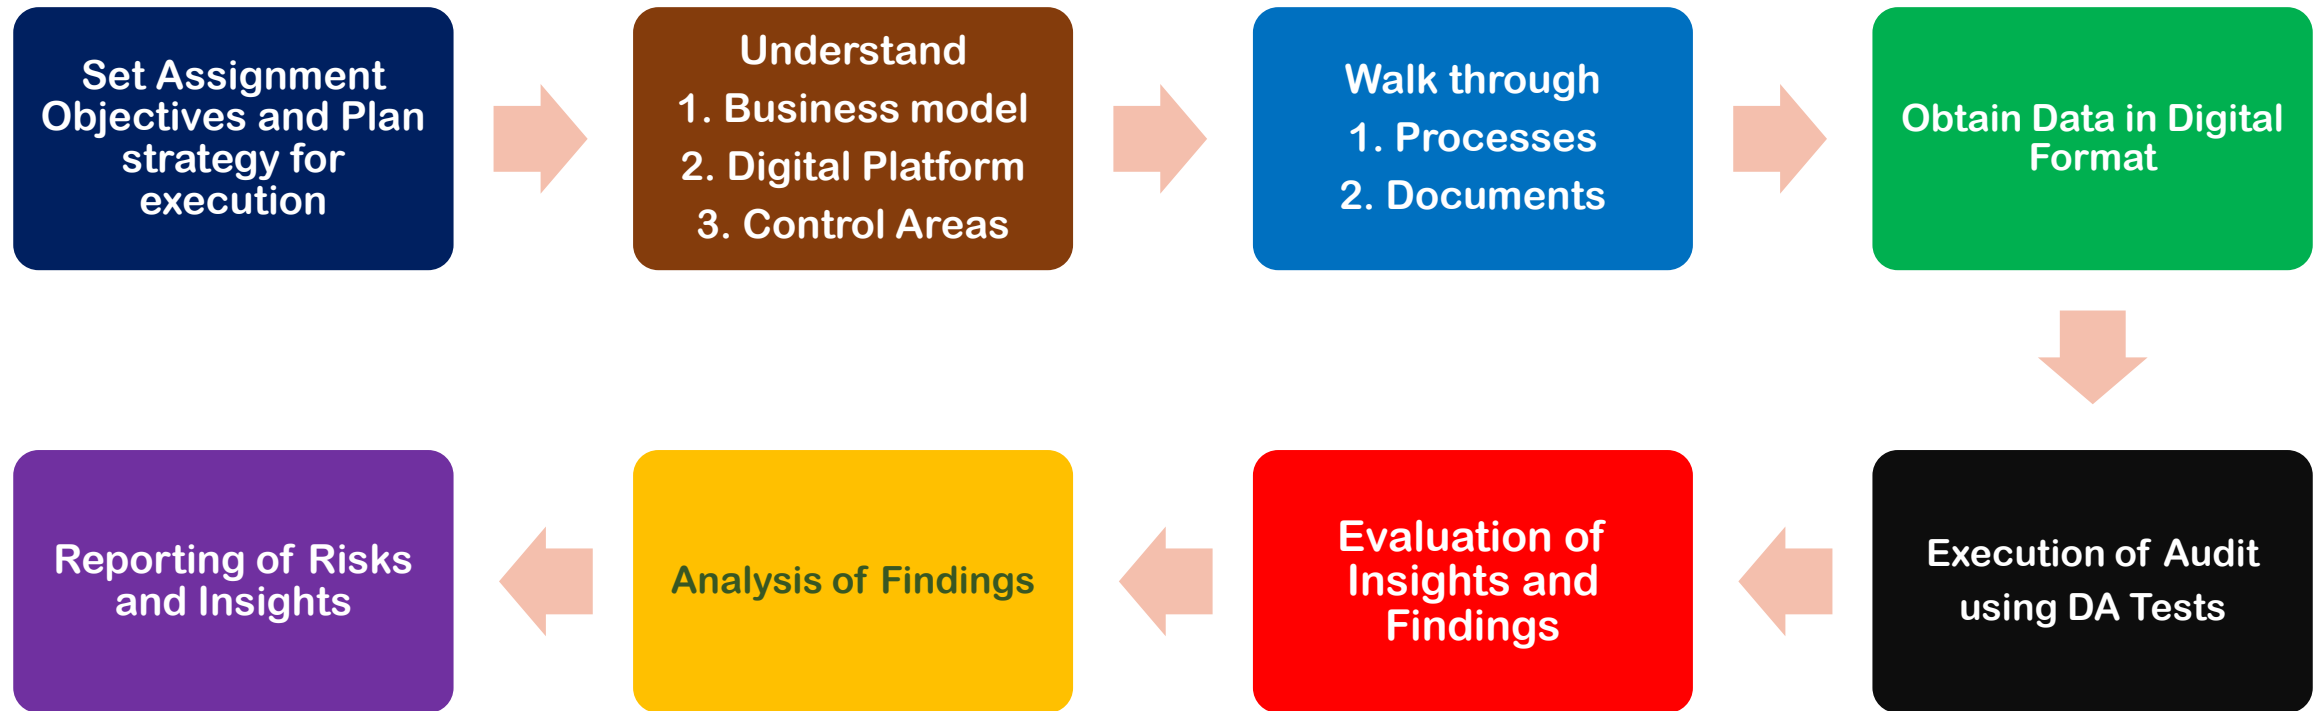 Set Assignment
Objectives and Plan
strategy for
execution
Understand
1. Business model
2. Digital Platform
3. Control Areas
Walk through
1. Processes
2. Documents
Obtain Data in Digital
Format
Execution of Audit
using DA Tests
Evaluation of
Insights and
Findings
Analysis of Findings
Reporting of Risks
and Insights